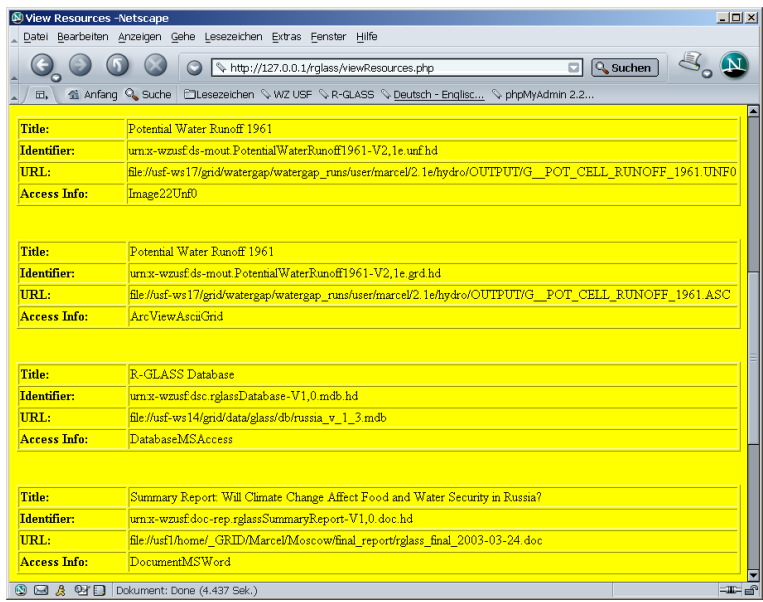 View Resources -Netscape
Datei Bearbeiten Anzeigen Gehe Lesezeichen Extras Fenster Hilfe
http://127.0.0.1/rglass/viewResources.php Suchen
Anfang Suche Lesezeichen WZ USF R-GLASS Deutsch - Englisc... phpMyAdmin 2.2...
Title: Potential Water Runoff 1961
Identifier: urn:x-wzusf:ds-mout.PotentialWaterRunoff1961-V2,1e.unf.hd
URL: file://usf-ws17/grid/watergap/watergap_runs/user/marcel/2.1e/hydro/OUTPUT/G__POT_CELL_RUNOFF_1961.UNF0
Access Info: Image22Unf0
Title: Potential Water Runoff 1961
Identifier: urn:x-wzusf:ds-mout.PotentialWaterRunoff1961-V2,1e.grd.hd
URL: file://usf-ws17/grid/watergap/watergap_runs/user/marcel/2.1e/hydro/OUTPUT/G__POT_CELL_RUNOFF_1961.ASC
Access Info: ArcViewAsciiGrid
Title: R-GLASS Database
Identifier: urn:x-wzusf:dsc.rglassDatabase-V1,0.mdb.hd
URL: file://usf-ws14/grid/data/glass/db/russia_v_1_3.mdb
Access Info: DatabaseMSAccess
Title: Summary Report: Will Climate Change Affect Food and Water Security in Russia?
Identifier: urn:x-wzusf:doc-rep.rglassSummaryReport-V1,0.doc.hd
URL: file://usf1/home/_GRID/Marcel/Moscow/final_report/rglass_final_2003-03-24.doc
Access Info: DocumentMSWord
Dokument: Done (4.437 Sek.)